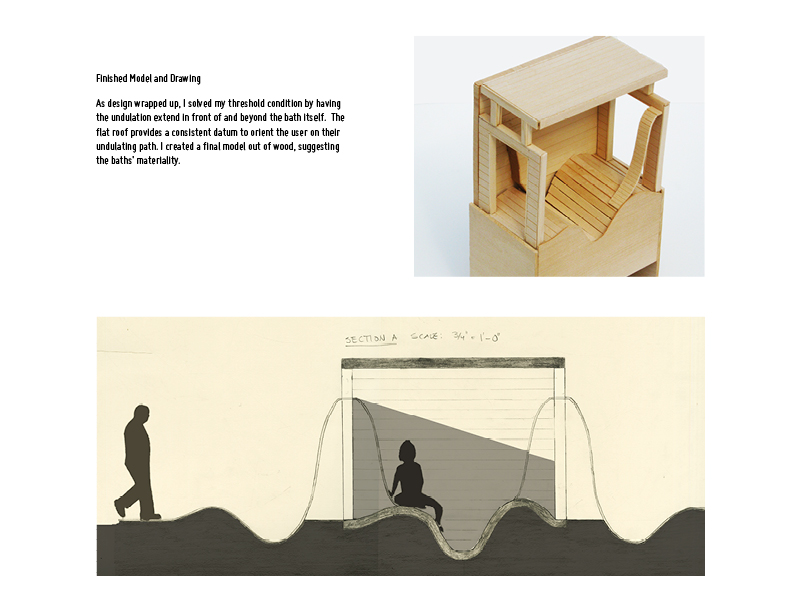 Finished Model and Drawing
As design wrapped up, I solved my threshold condition by having
the undulation extend in front of and beyond the bath itself.  The
flat roof provides a consistent datum to orient the user on their
undulating path. I created a final model out of wood, suggesting
the baths' materiality.
SECTION A SCALE: 3/4" = 1'-0"